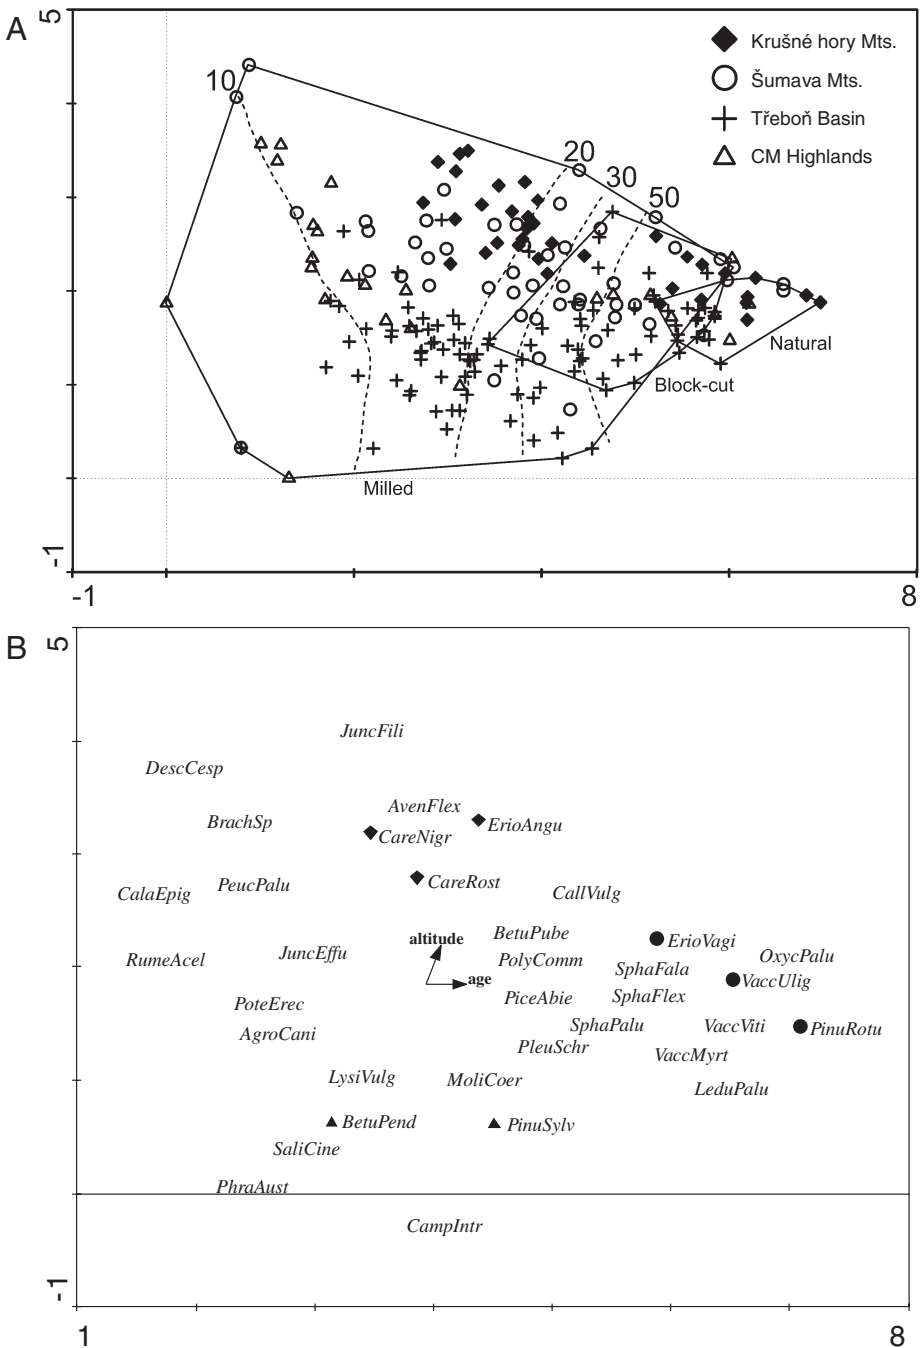 A
5
Krušné hory Mts.
Šumava Mts.
Třeboň Basin
CM Highlands
10
20
30
50
Natural
Block-cut
Milled
-1
-1
8
B
5
JuncFili
DescCesp
AvenFlex
BrachSp
ErioAngu
CareNigr
PeucPalu
CareRost
CalaEpig
CallVulg
altitude
BetuPube
ErioVagi
JuncEffu
OxycPalu
RumeAcel
PolyComm
SphaFala
age
VaccUlig
PoteErec
PiceAbie
SphaFlex
AgroCani
SphaPalu
VaccViti
PinuRotu
PleuSchr
VaccMyrt
LysiVulg
MoliCoer
LeduPalu
BetuPend
PinuSylv
SaliCine
PhraAust
CampIntr
-1
1
8